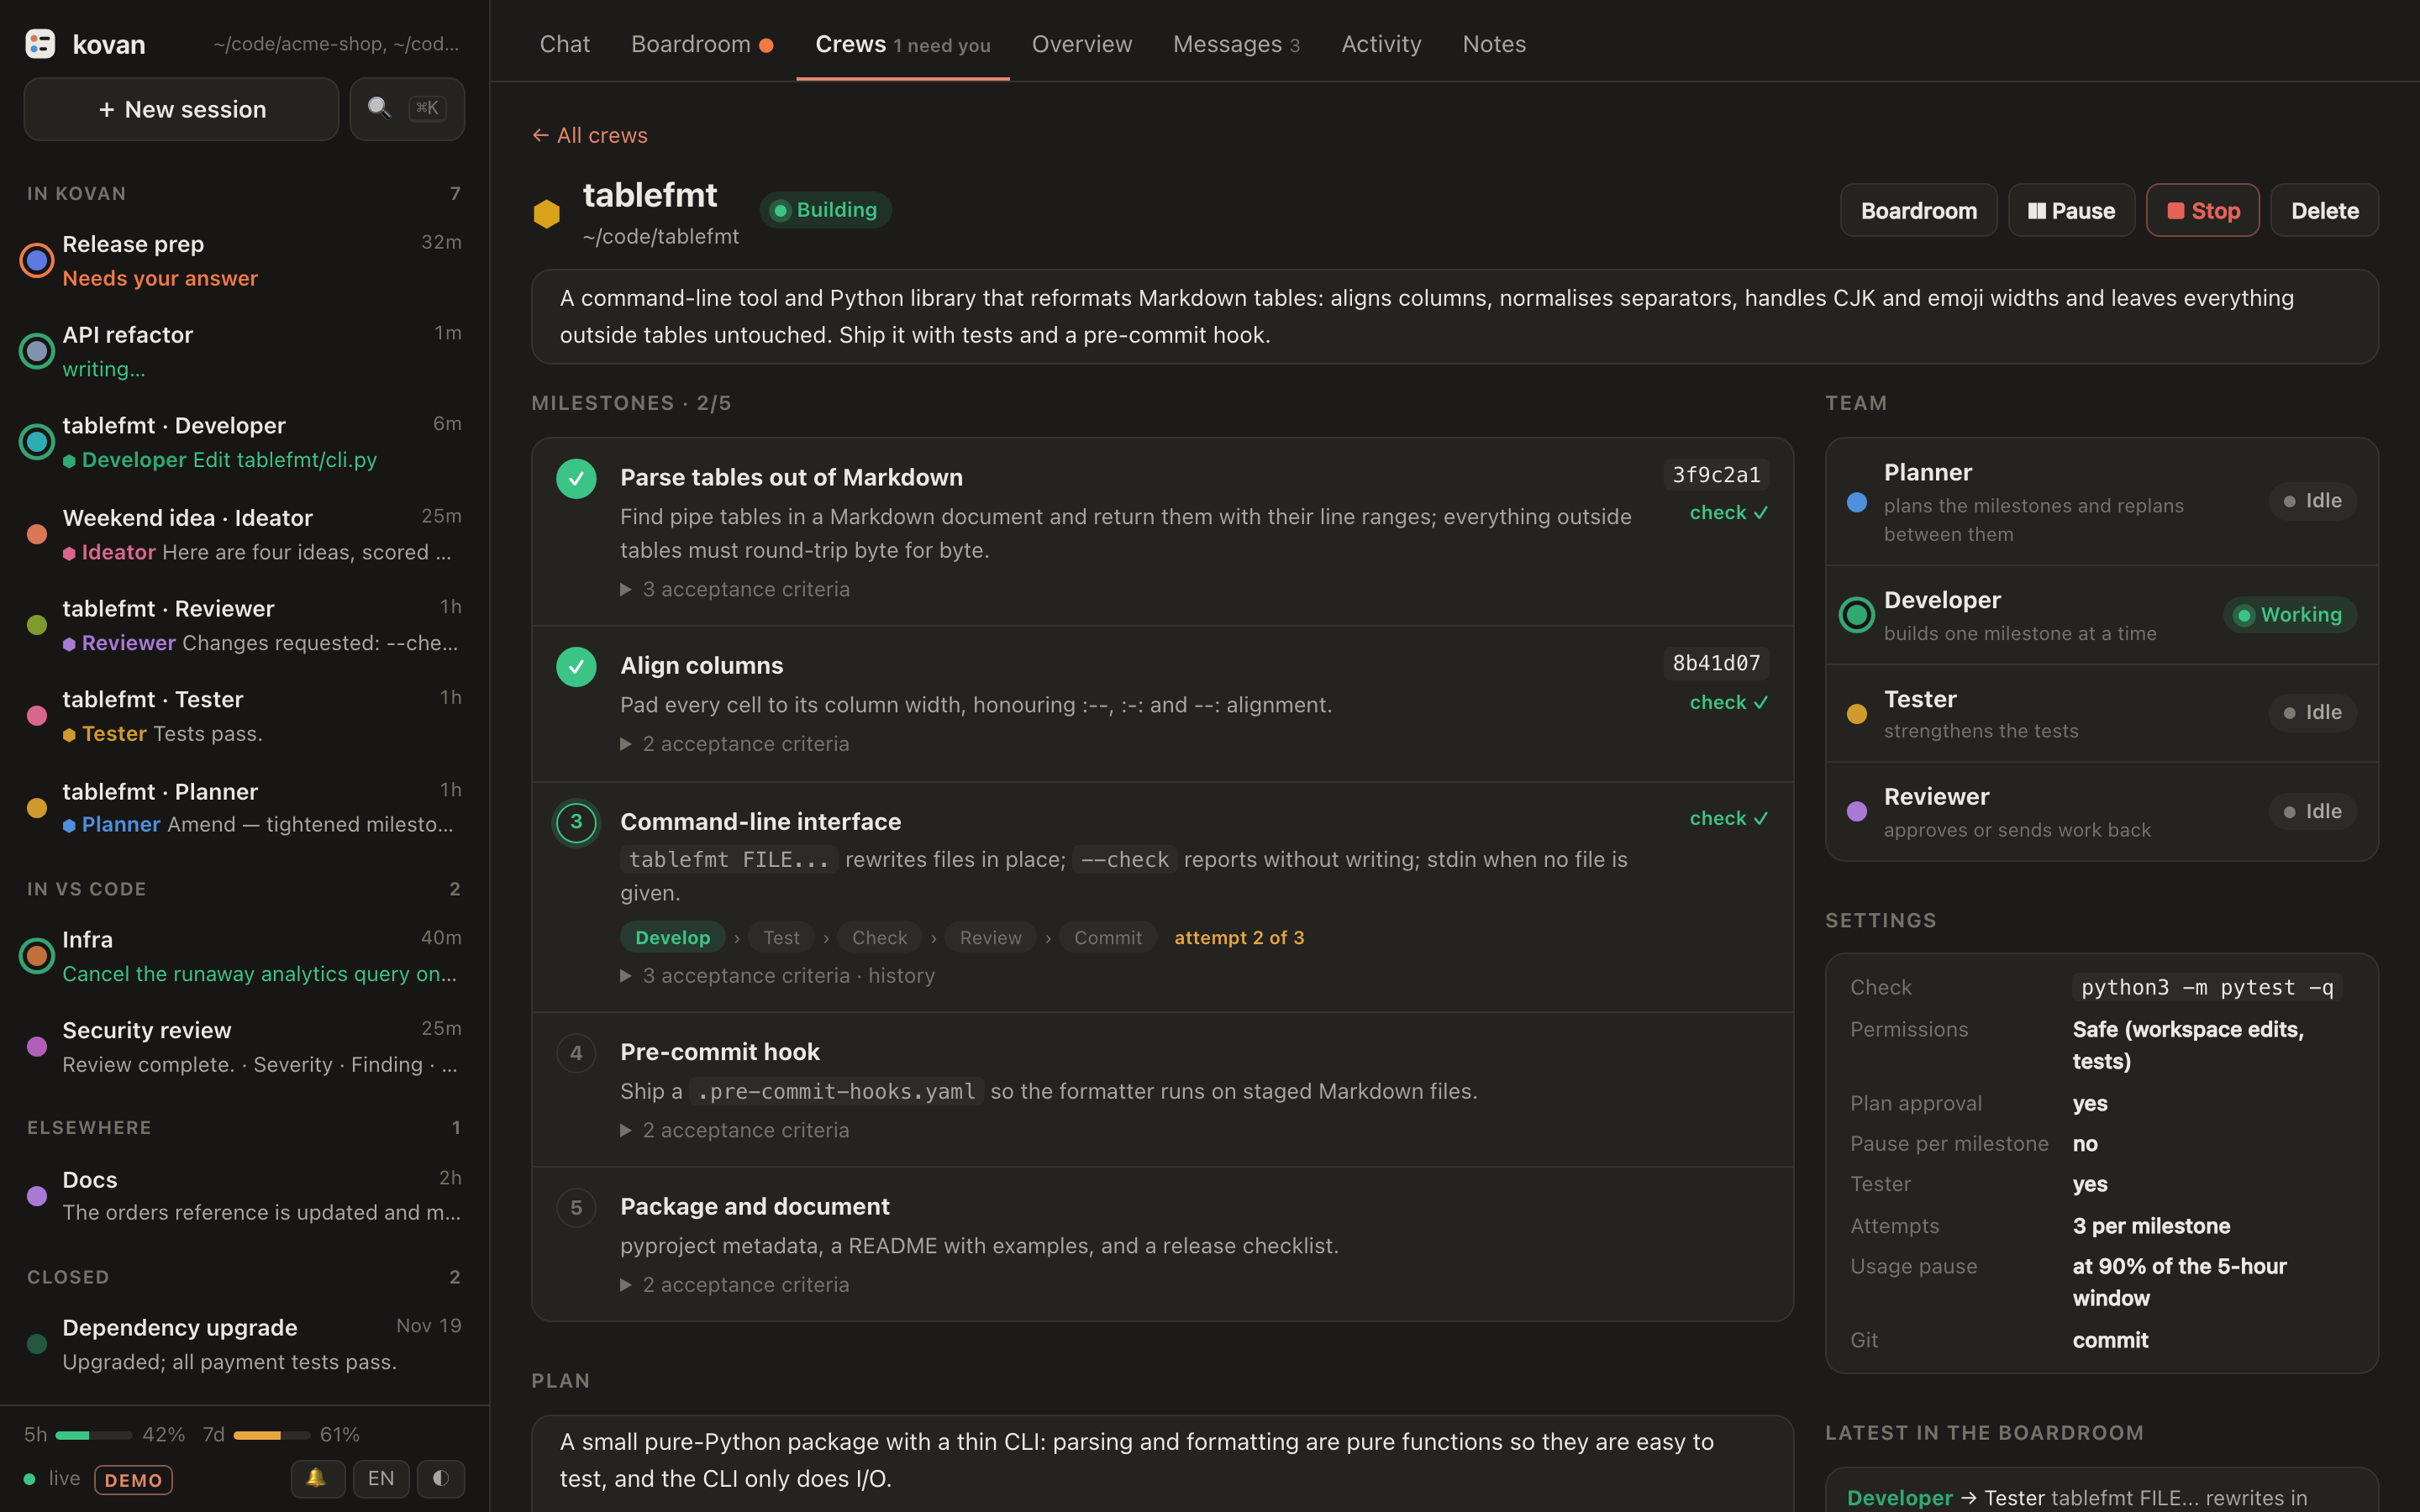 kovan ~/code/acme-shop, ~/cod...
+ New session ⌘K
IN KOVAN 7
Release prep 32m
Needs your answer
API refactor 1m
writing...
tablefmt · Developer 6m
Developer Edit tablefmt/cli.py
Weekend idea · Ideator 25m
Ideator Here are four ideas, scored ...
tablefmt · Reviewer 1h
Reviewer Changes requested: --che...
tablefmt · Tester 1h
Tester Tests pass.
tablefmt · Planner 1h
Planner Amend — tightened milesto...
IN VS CODE 2
Infra 40m
Cancel the runaway analytics query on...
Security review 25m
Review complete. · Severity · Finding · ...
ELSEWHERE 1
Docs 2h
The orders reference is updated and m...
CLOSED 2
Dependency upgrade Nov 19
Upgraded; all payment tests pass.
5h 42% 7d 61%
live DEMO EN
Chat Boardroom Crews 1 need you Overview Messages 3 Activity Notes
← All crews
tablefmt Building
~/code/tablefmt
Boardroom Pause Stop Delete
A command-line tool and Python library that reformats Markdown tables: aligns columns, normalises separators, handles CJK and emoji widths and leaves everything
outside tables untouched. Ship it with tests and a pre-commit hook.
MILESTONES · 2/5
Parse tables out of Markdown 3f9c2a1
Find pipe tables in a Markdown document and return them with their line ranges; everything outside check ✓
tables must round-trip byte for byte.
▶ 3 acceptance criteria
Align columns 8b41d07
Pad every cell to its column width, honouring :--, :-: and --: alignment. check ✓
▶ 2 acceptance criteria
3 Command-line interface check ✓
tablefmt FILE... rewrites files in place; --check reports without writing; stdin when no file is
given.
Develop › Test › Check › Review › Commit attempt 2 of 3
▶ 3 acceptance criteria · history
4 Pre-commit hook
Ship a .pre-commit-hooks.yaml so the formatter runs on staged Markdown files.
▶ 2 acceptance criteria
5 Package and document
pyproject metadata, a README with examples, and a release checklist.
▶ 2 acceptance criteria
PLAN
A small pure-Python package with a thin CLI: parsing and formatting are pure functions so they are easy to
test, and the CLI only does I/O.
TEAM
Planner
plans the milestones and replans Idle
between them
Developer
builds one milestone at a time Working
Tester
strengthens the tests Idle
Reviewer
approves or sends work back Idle
SETTINGS
Check python3 -m pytest -q
Permissions Safe (workspace edits,
tests)
Plan approval yes
Pause per milestone no
Tester yes
Attempts 3 per milestone
Usage pause at 90% of the 5-hour
window
Git commit
LATEST IN THE BOARDROOM
Developer → Tester tablefmt FILE... rewrites in